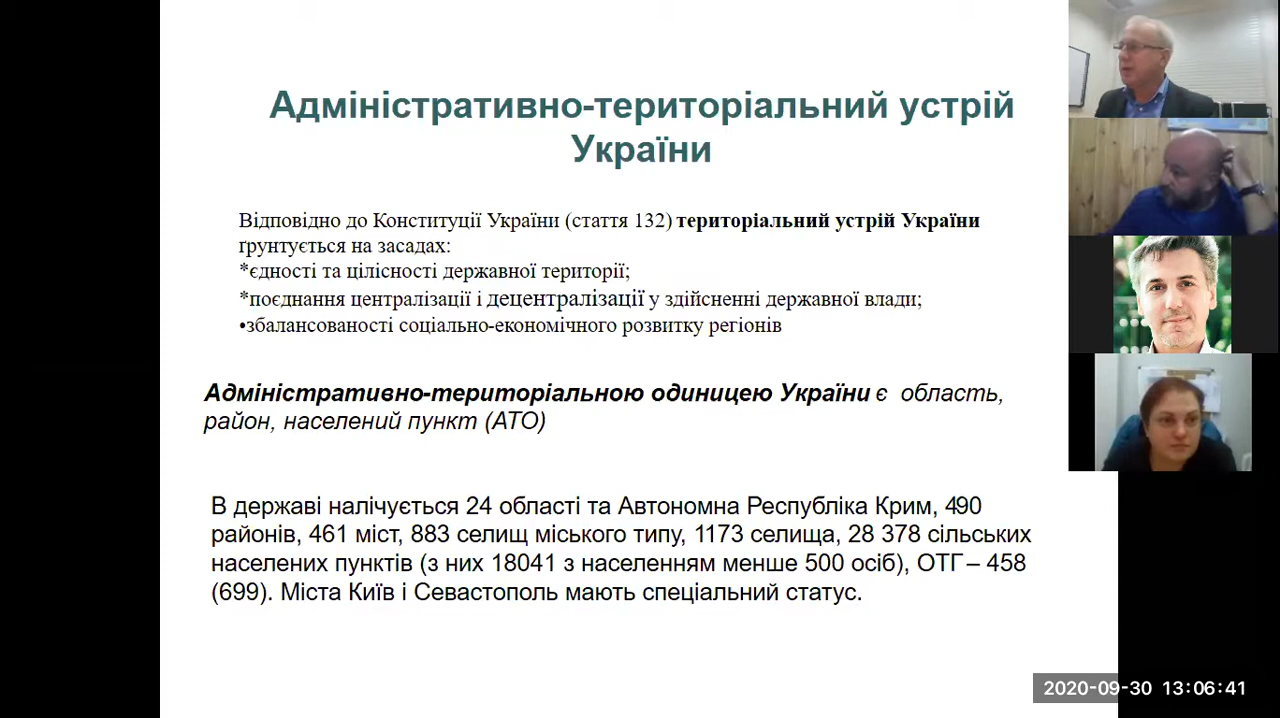 Адміністративно-територіальний устрій
України
Відповідно до Конституції України (стаття 132) територіальний устрій України
ґрунтується на засадах:
*єдності та цілісності державної території;
*поєднання централізації і децентралізації у здійсненні державної влади;
•збалансованості соціально-економічного розвитку регіонів
Адміністративно-територіальною одиницею України є область,
район, населений пункт (АТО)
В державі налічується 24 області та Автономна Республіка Крим, 490
районів, 461 міст, 883 селищ міського типу, 1173 селища, 28 378 сільських
населених пунктів (з них 18041 з населенням менше 500 осіб), ОТГ – 458
(699). Міста Київ і Севастополь мають спеціальний статус.
2020-09-30 13:06:41